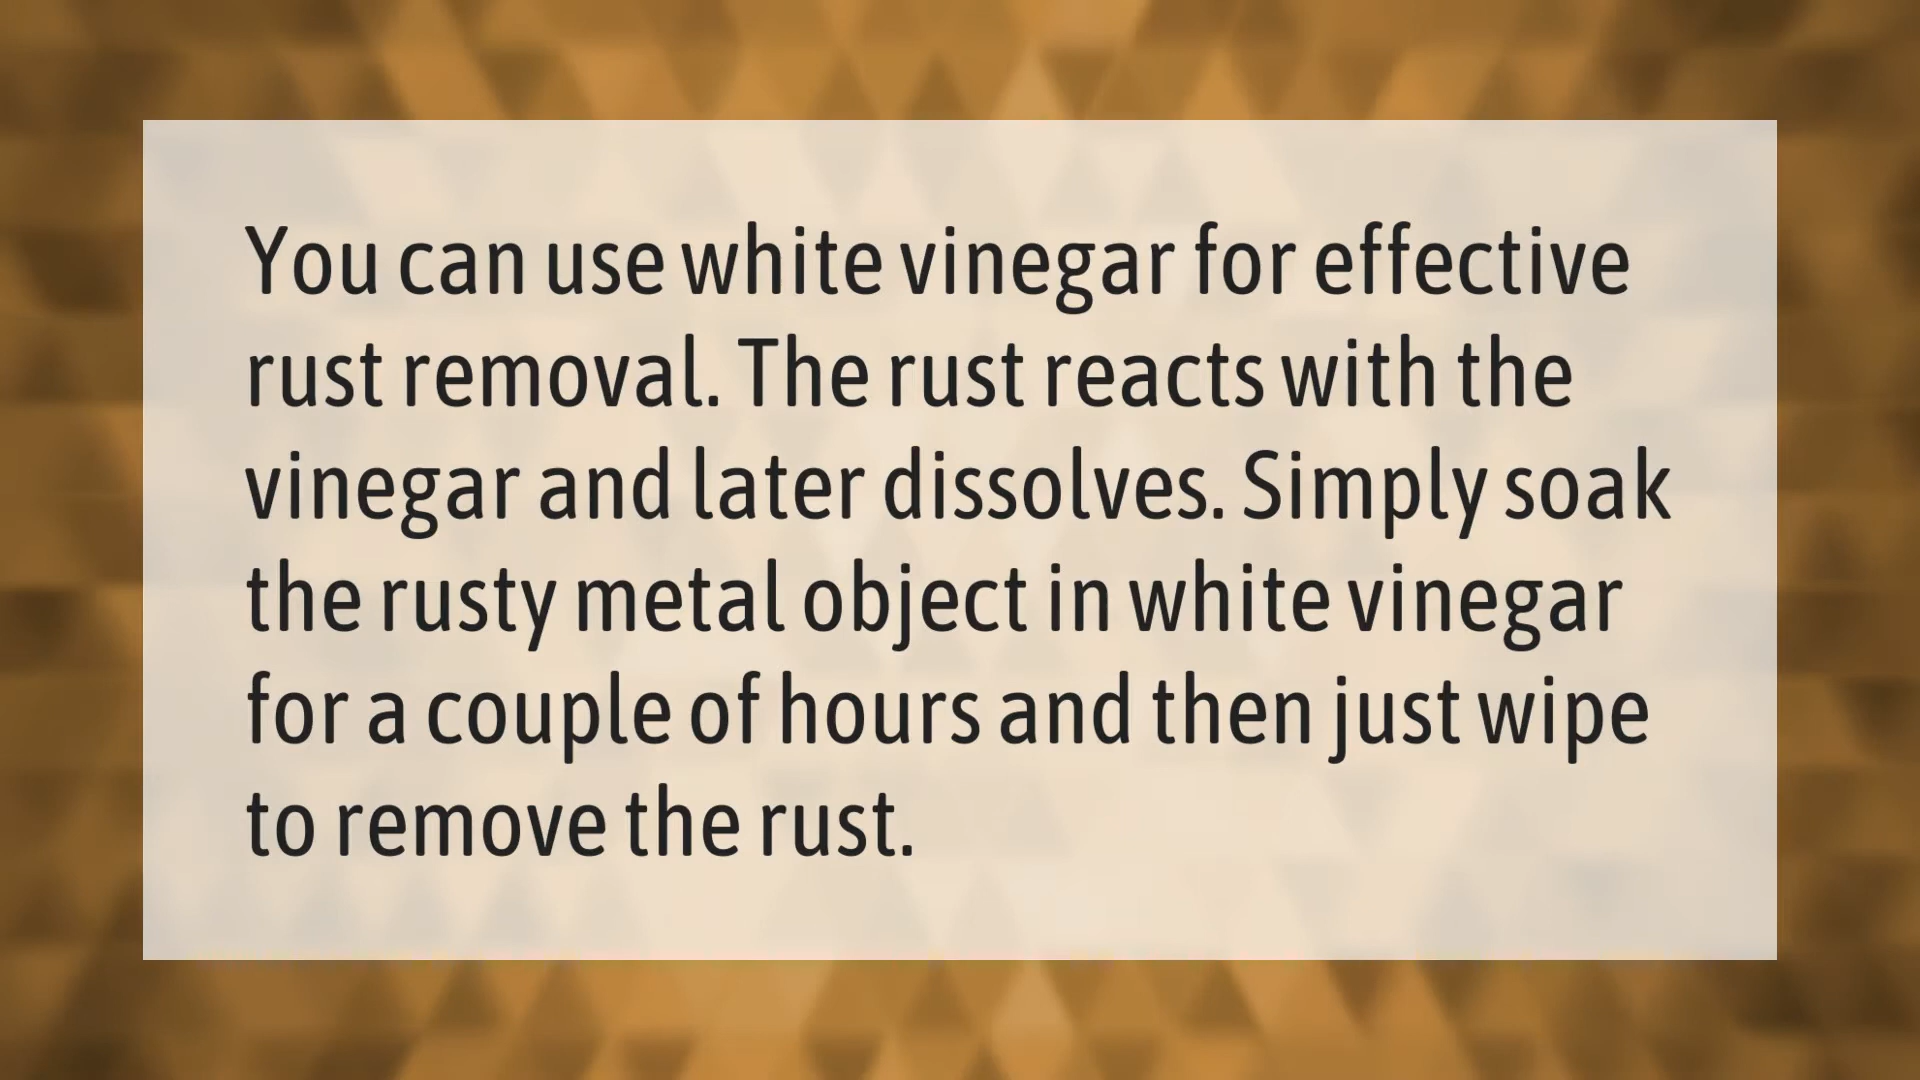 You can use white vinegar for effective
rust removal. The rust reacts with the
vinegar and later dissolves. Simply soak
the rusty metal object in white vinegar
for a couple of hours and then just wipe
to remove the rust.